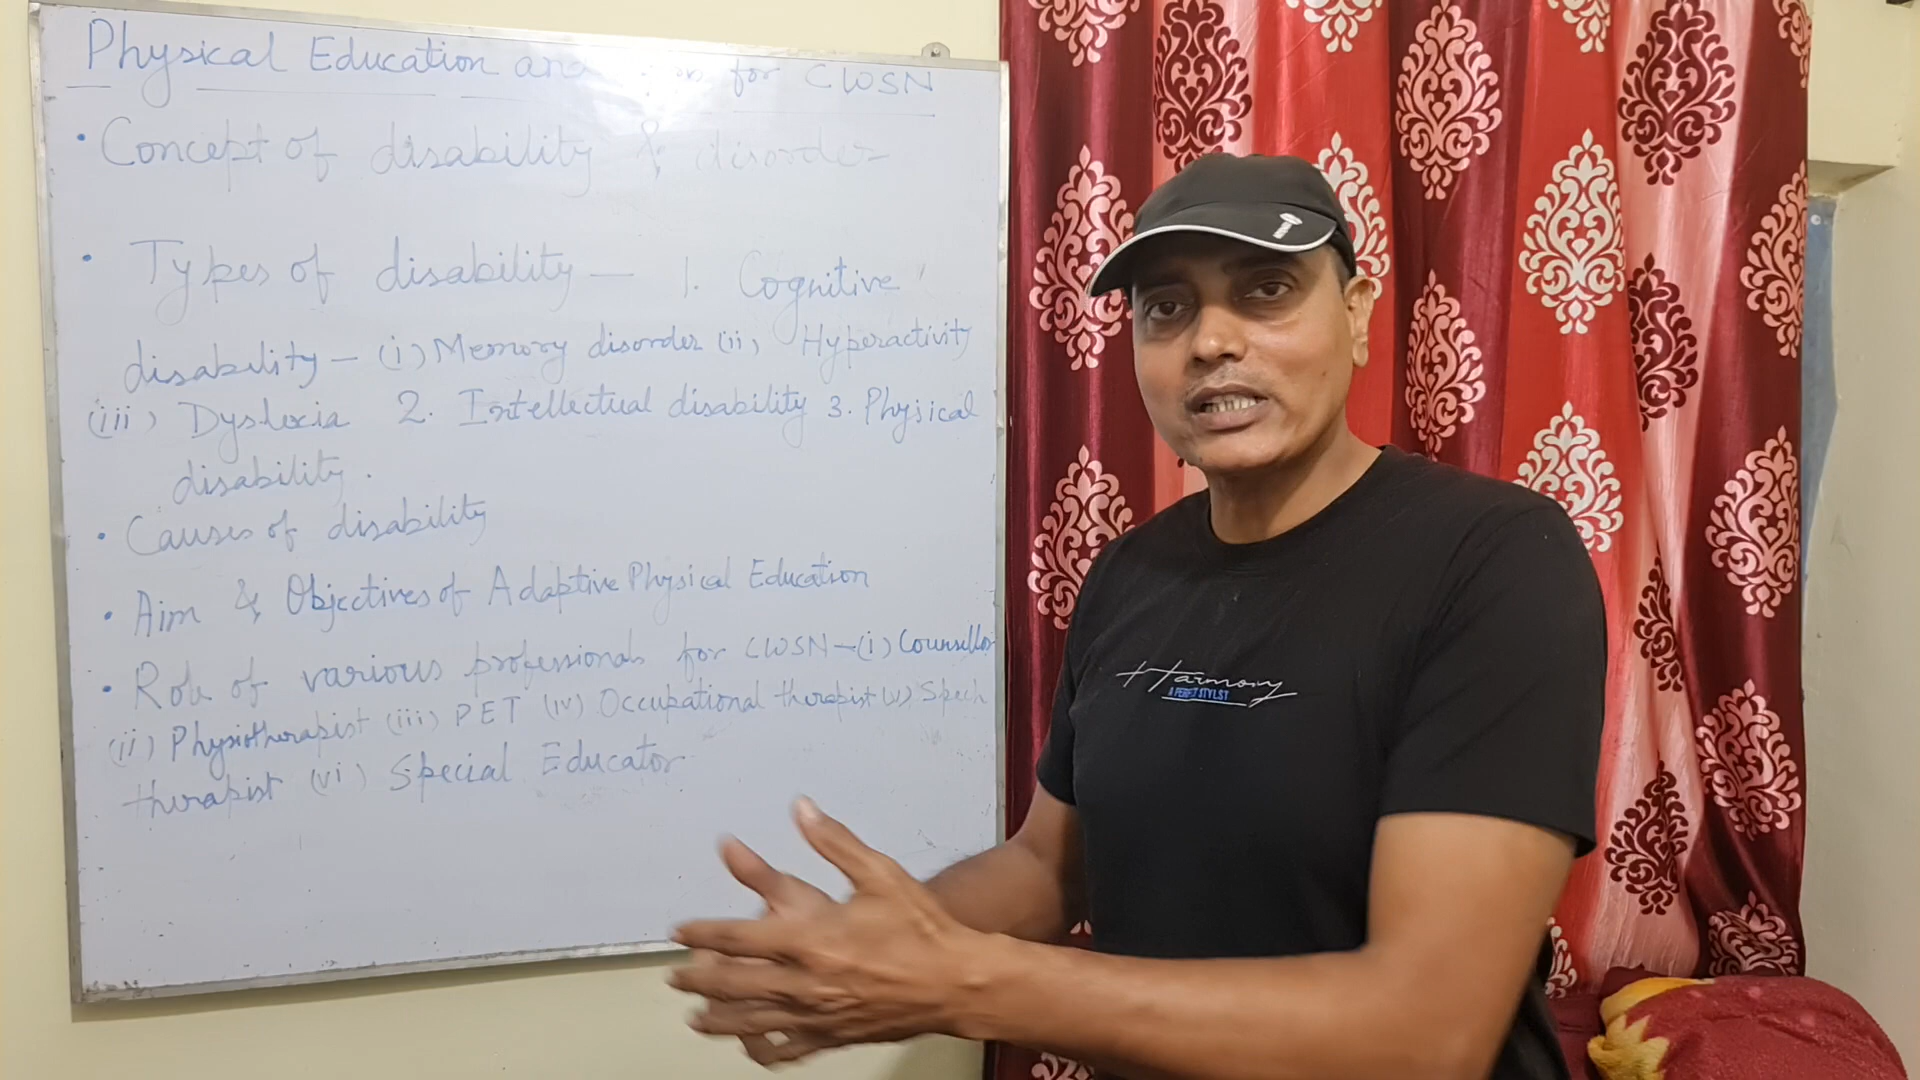 Physical Education and for CWSN
• Concept of disability & disorder
• Types of disability — 1. Cognitive
disability — (i) Memory disorder (ii) Hyperactivity
(iii) Dyslexia 2. Intellectual disability 3. Physical
disability.
• Causes of disability
• Aim & Objectives of Adaptive Physical Education
• Role of various professionals for CWSN — (i) Counsellor
(ii) Physiotherapist (iii) PET (iv) Occupational therapist (v) Speech
therapist (vi) Special Educator
Harmony
A PERFECT STYLST